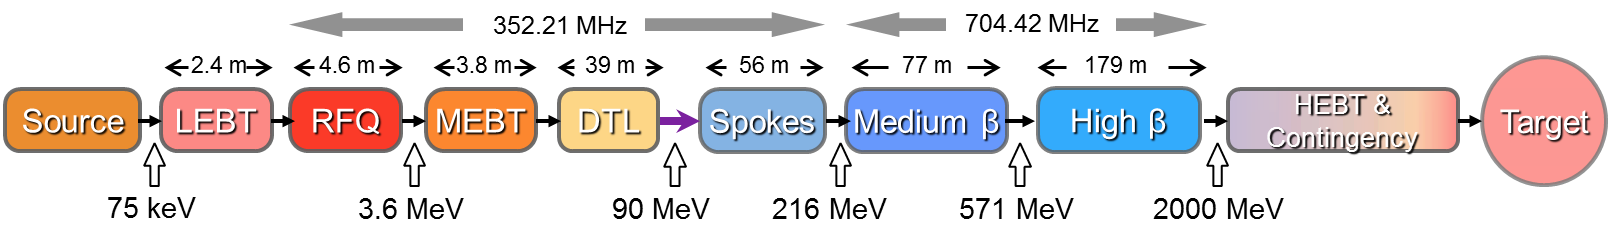 352.21 MHz
704.42 MHz
2.4 m
4.6 m
3.8 m
39 m
56 m
77 m
179 m
Source
LEBT
RFQ
MEBT
DTL
Spokes
Medium β
High β
HEBT &
Contingency
Target
75 keV
3.6 MeV
90 MeV
216 MeV
571 MeV
2000 MeV